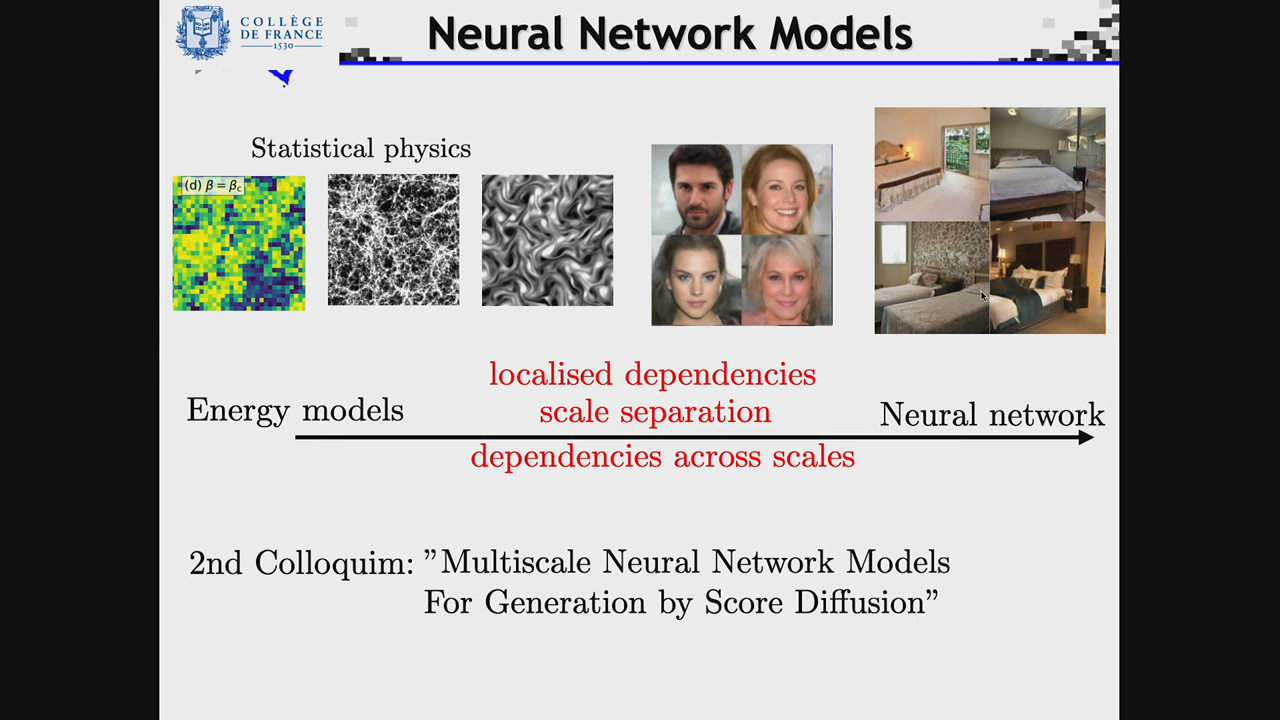 COLLÈGE
DE FRANCE
1530
Neural Network Models
Statistical physics
(d) β = βc
localised dependencies
scale separation
Energy models
Neural network
dependencies across scales
2nd Colloquim: ”Multiscale Neural Network Models
For Generation by Score Diffusion”